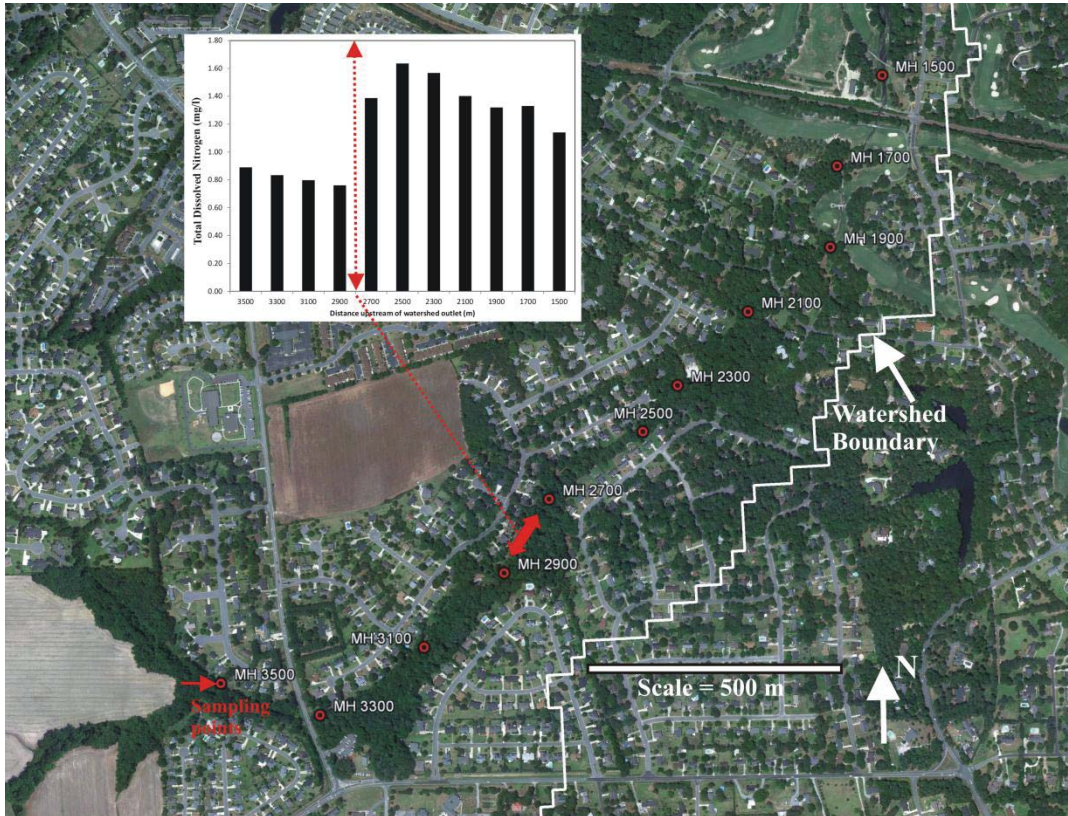 1.80
1.60
1.40
1.20
1.00
0.80
0.60
0.40
0.20
0.00
Total Dissolved Nitrogen (mg/l)
3500 3300 3100 2900 2700 2500 2300 2100 1900 1700 1500
Distance upstream of watershed outlet (m)
MH 1500
MH 1700
MH 1900
MH 2100
MH 2300
MH 2500
Watershed
Boundary
MH 2700
MH 2900
MH 3100
MH 3500
Sampling
points
MH 3300
Scale = 500 m
N